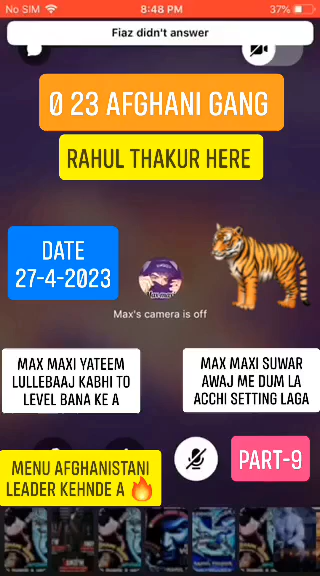 No SIM
8:48 PM
37%
Fiaz didn't answer
0 23 AFGHANI GANG
RAHUL THAKUR HERE
DATE
27-4-2023
Max's camera is off
MAX MAXI YATEEM
LULLEBAAJ KABHI TO
LEVEL BANA KE A
MAX MAXI SUWAR
AWAJ ME DUM LA
ACCHI SETTING LAGA
MENU AFGHANISTANI
LEADER KEHNDE A 🔥
PART-9